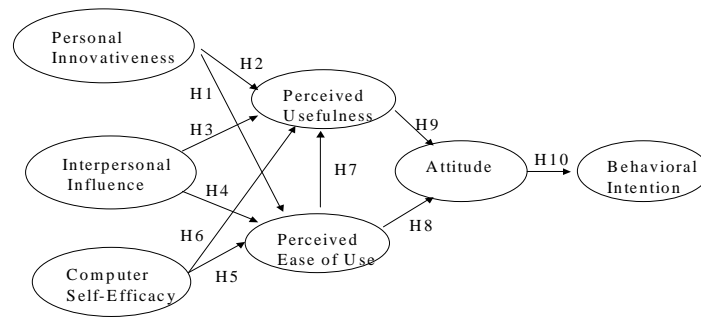 Personal
Innovativeness
H2
H1
Perceived
Usefulness
H3
H9
Interpersonal
Influence
H4
H7
Attitude
H10
Behavioral
Intention
H6
H8
Perceived
Ease of Use
H5
Computer
Self-Efficacy